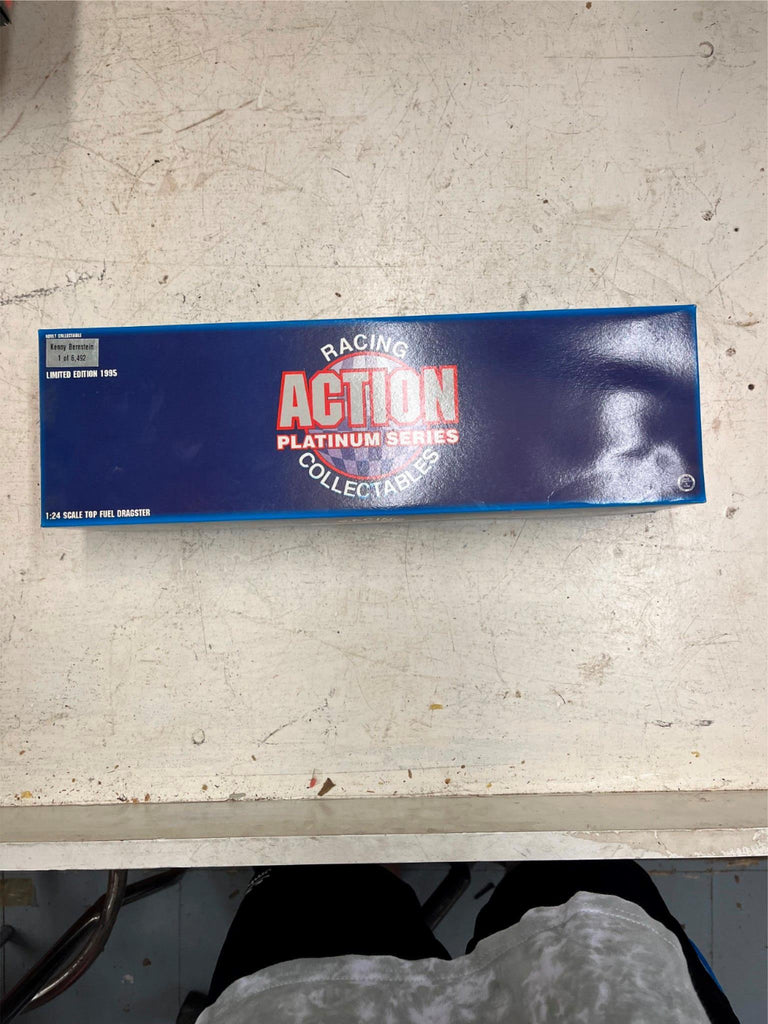 ADULT COLLECTABLE
Kenny Bernstein
1 of 6,492
LIMITED EDITION 1995
RACING
ACTION
PLATINUM SERIES
COLLECTABLES
1:24 SCALE TOP FUEL DRAGSTER